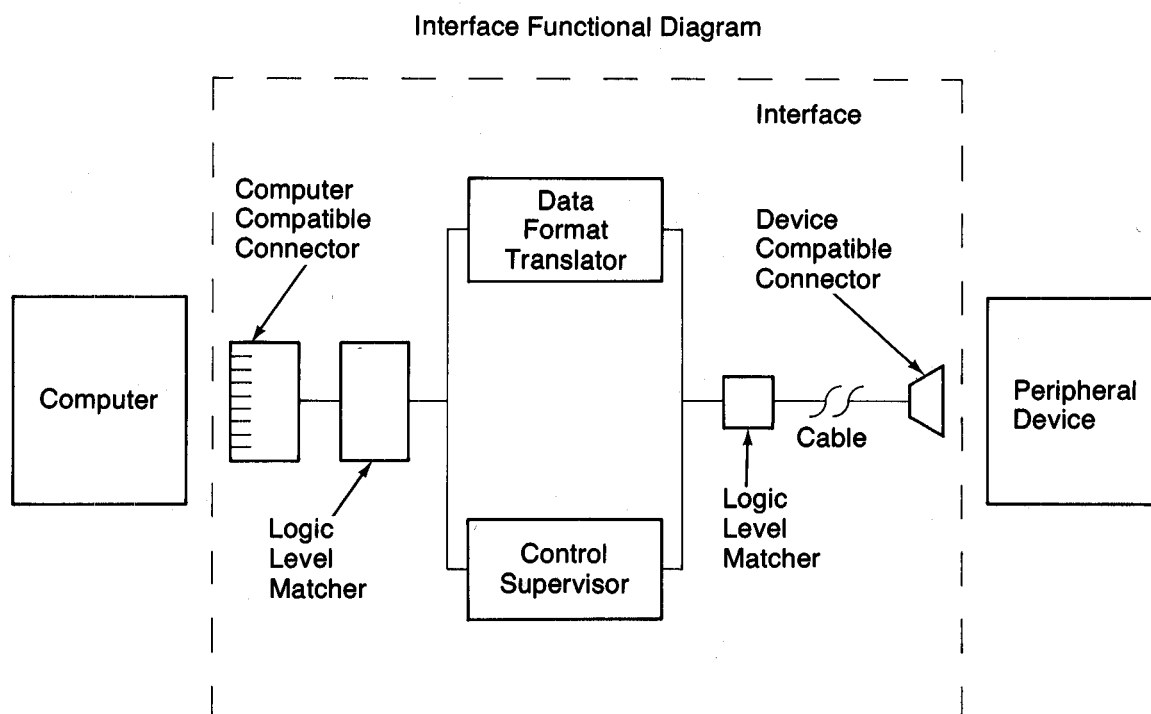 Interface Functional Diagram
Interface
Computer
Compatible
Connector
Data
Format
Translator
Device
Compatible
Connector
Computer
Peripheral
Device
Cable
Logic
Level
Matcher
Control
Supervisor
Logic
Level
Matcher